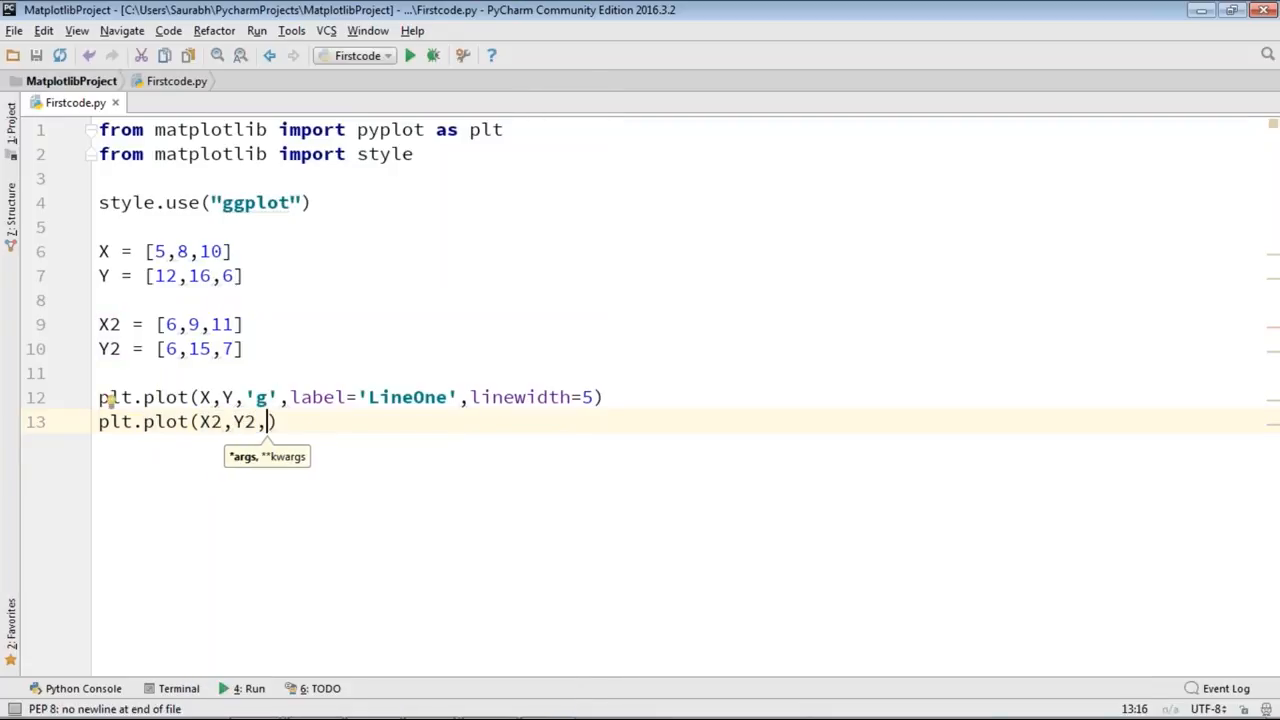 MatplotlibProject - [C:\Users\Saurabh\PycharmProjects\MatplotlibProject] - ...\Firstcode.py - PyCharm Community Edition 2016.3.2
File Edit View Navigate Code Refactor Run Tools VCS Window Help
Firstcode
MatplotlibProject Firstcode.py
Firstcode.py
1: Project
Z: Structure
2: Favorites
1 from matplotlib import pyplot as plt
2 from matplotlib import style
3
4 style.use("ggplot")
5
6 X = [5,8,10]
7 Y = [12,16,6]
8
9 X2 = [6,9,11]
10 Y2 = [6,15,7]
11
12 plt.plot(X,Y,'g',label='LineOne',linewidth=5)
13 plt.plot(X2,Y2,)
*args, **kwargs
Python Console Terminal 4: Run 6: TODO Event Log
PEP 8: no newline at end of file 13:16 n/a UTF-8